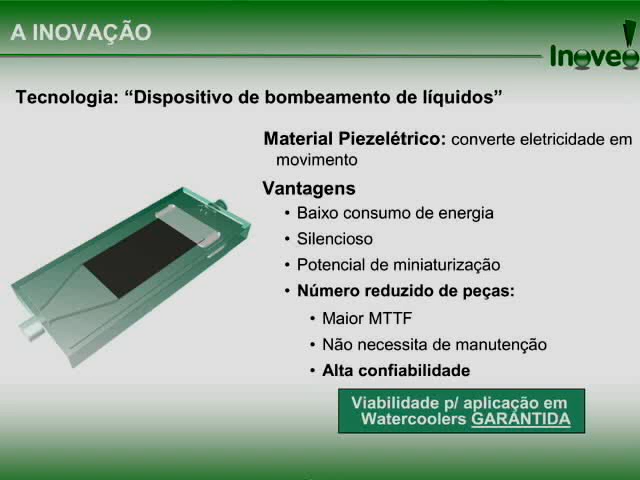 A INOVAÇÃO
Inoveo!
Tecnologia: “Dispositivo de bombeamento de líquidos”
Material Piezelétrico: converte eletricidade em
movimento
Vantagens
• Baixo consumo de energia
• Silencioso
• Potencial de miniaturização
• Número reduzido de peças:
• Maior MTTF
• Não necessita de manutenção
• Alta confiabilidade
Viabilidade p/ aplicação em
Watercoolers GARANTIDA